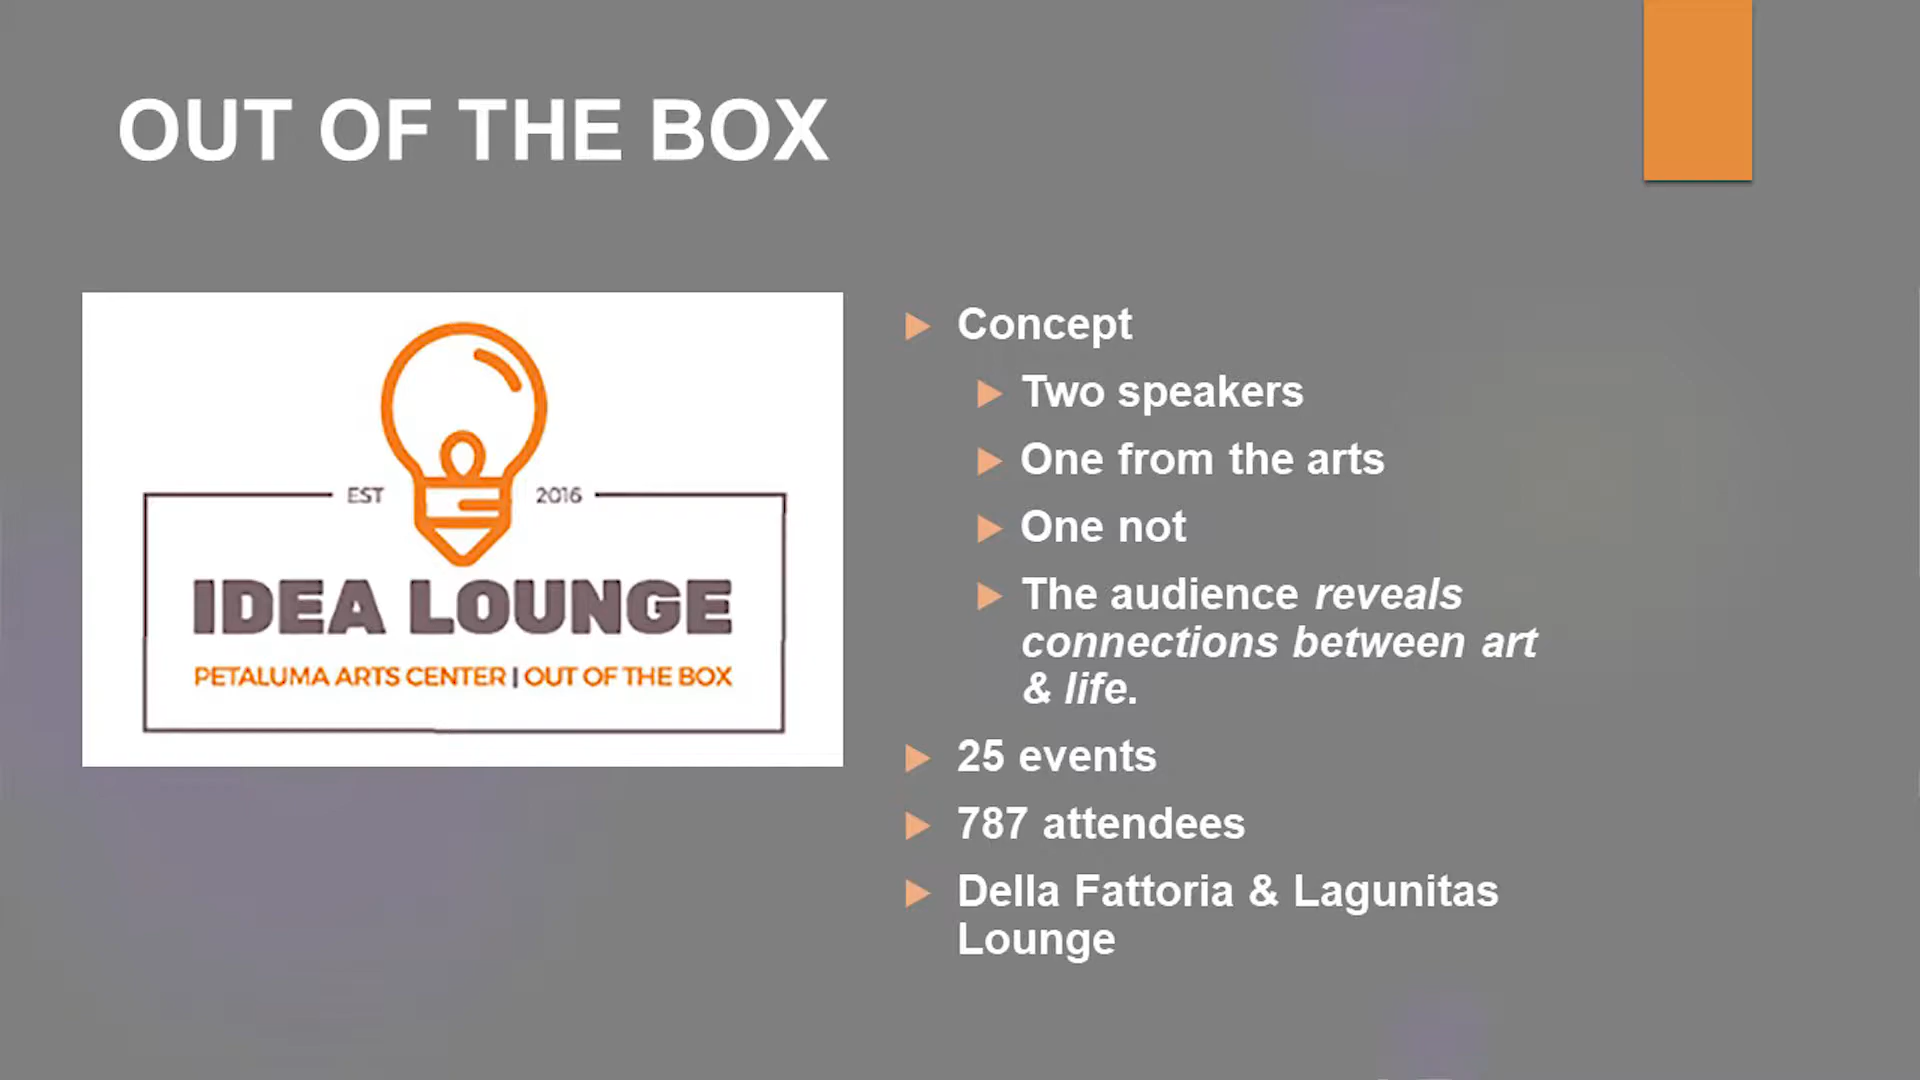 OUT OF THE BOX
EST 2016
IDEA LOUNGE
PETALUMA ARTS CENTER | OUT OF THE BOX
Concept
Two speakers
One from the arts
One not
The audience reveals
connections between art
& life.
25 events
787 attendees
Della Fattoria & Lagunitas
Lounge